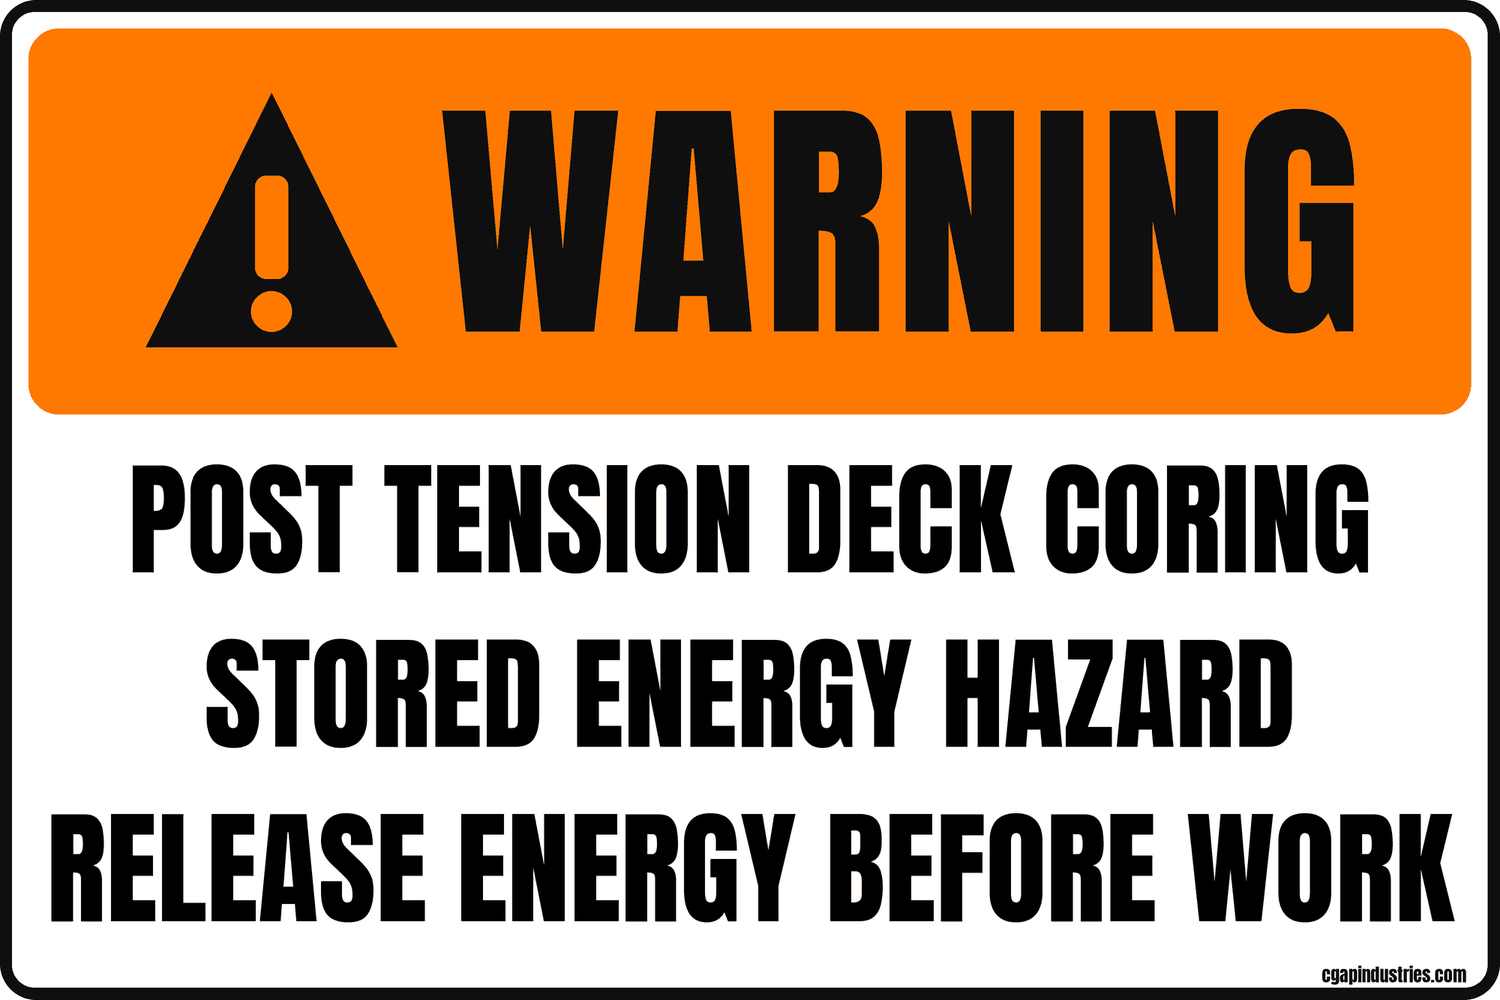 WARNING
POST TENSION DECK CORING
STORED ENERGY HAZARD
RELEASE ENERGY BEFORE WORK
cgapindustries.com